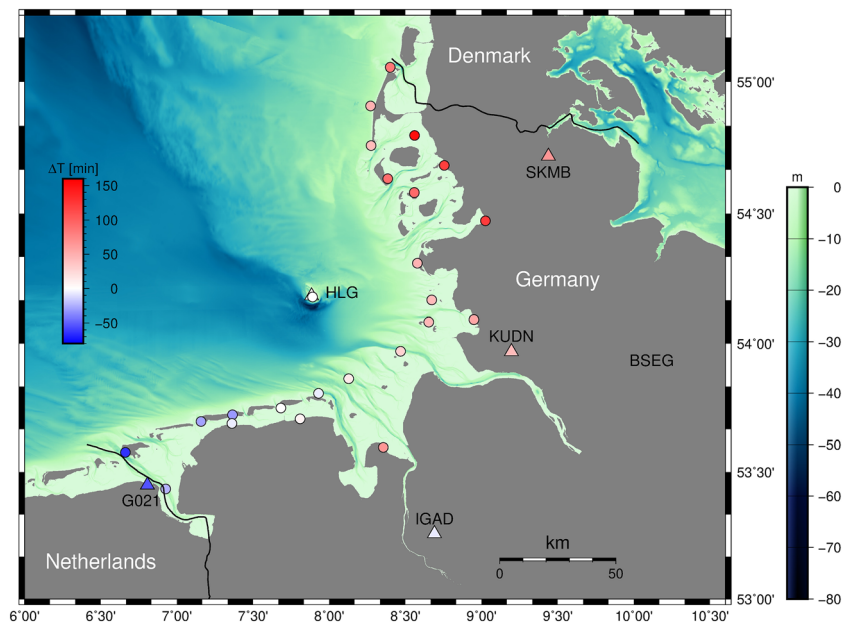 Denmark
55°00'
ΔT [min]
150
100
50
0
−50
SKMB
m
0
−10
−20
−30
−40
−50
−60
−70
−80
54°30'
Germany
HLG
KUDN
54°00'
BSEG
53°30'
G021
IGAD
km
0
50
Netherlands
53°00'
6°00'
6°30'
7°00'
7°30'
8°00'
8°30'
9°00'
9°30'
10°00'
10°30'